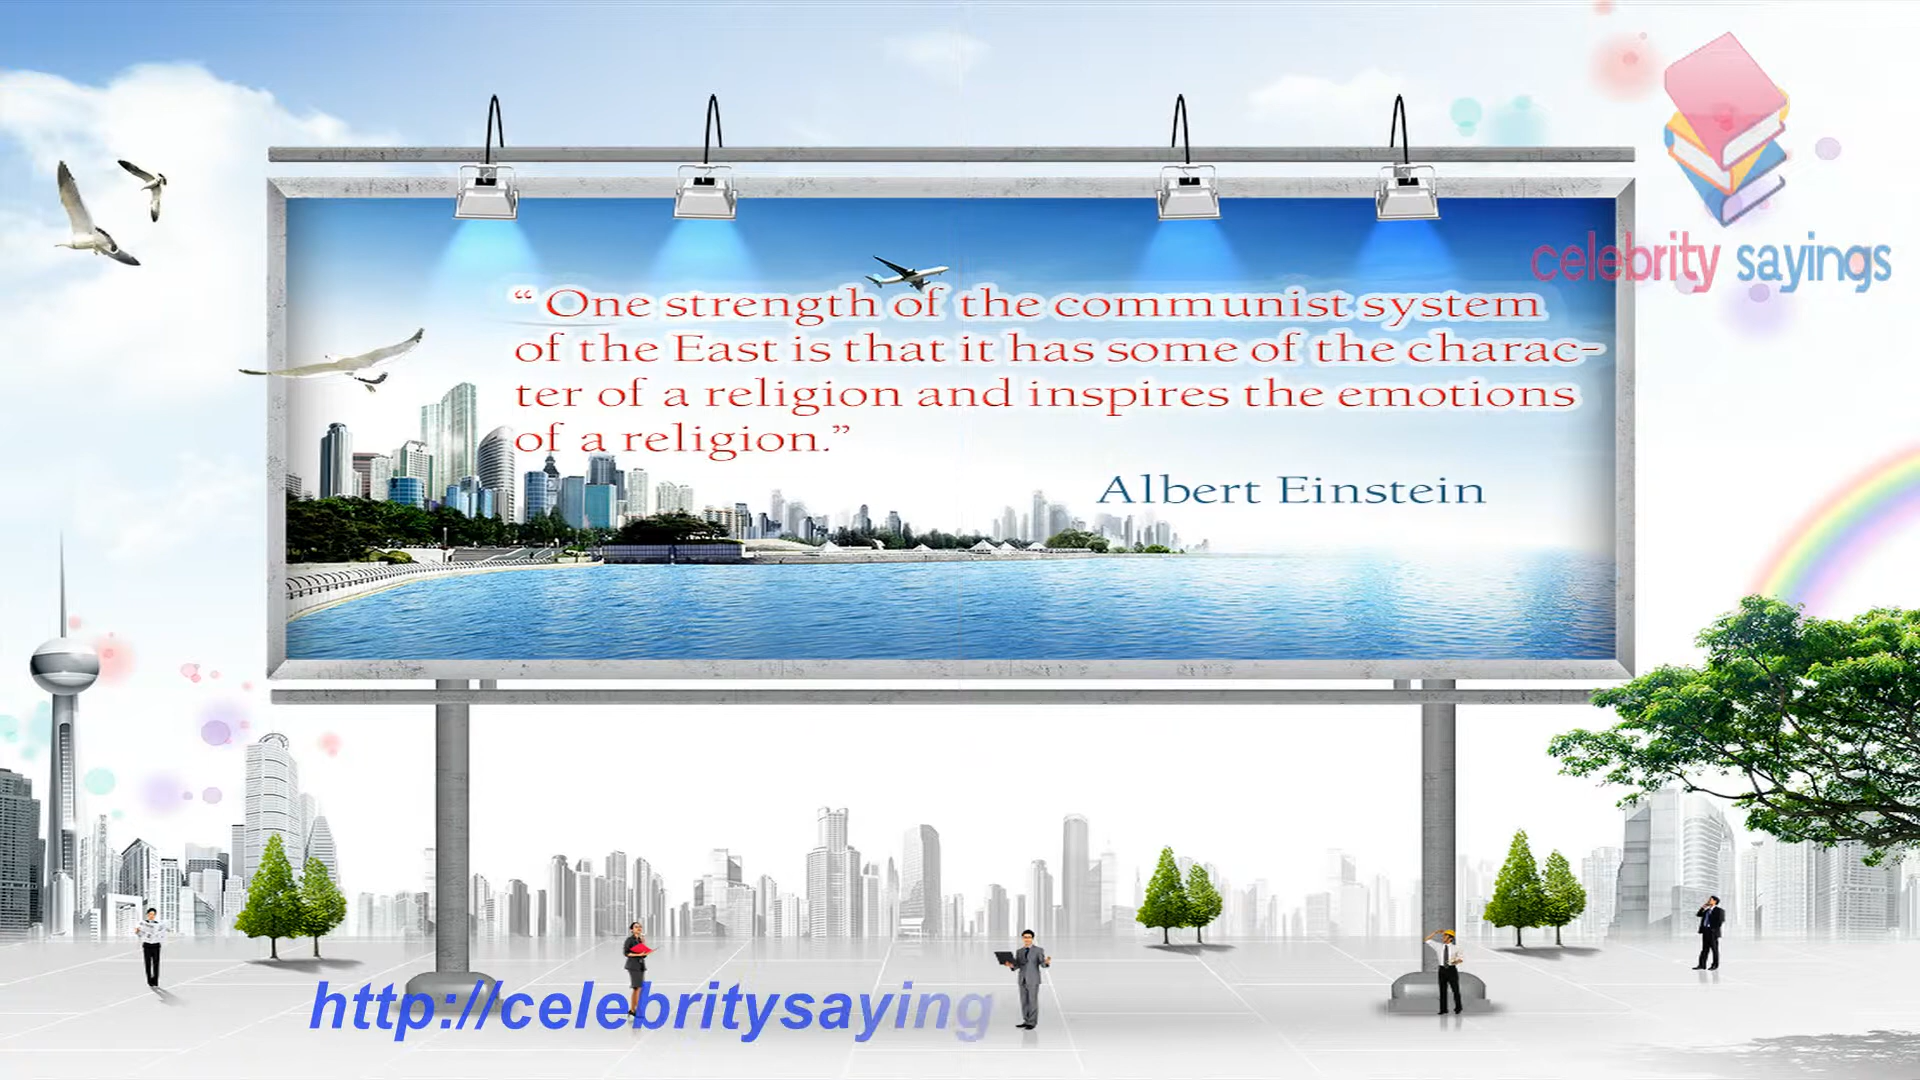 celebrity sayings
“ One strength of the communist system
of the East is that it has some of the charac-
ter of a religion and inspires the emotions
of a religion.”
Albert Einstein
http://celebritysaying